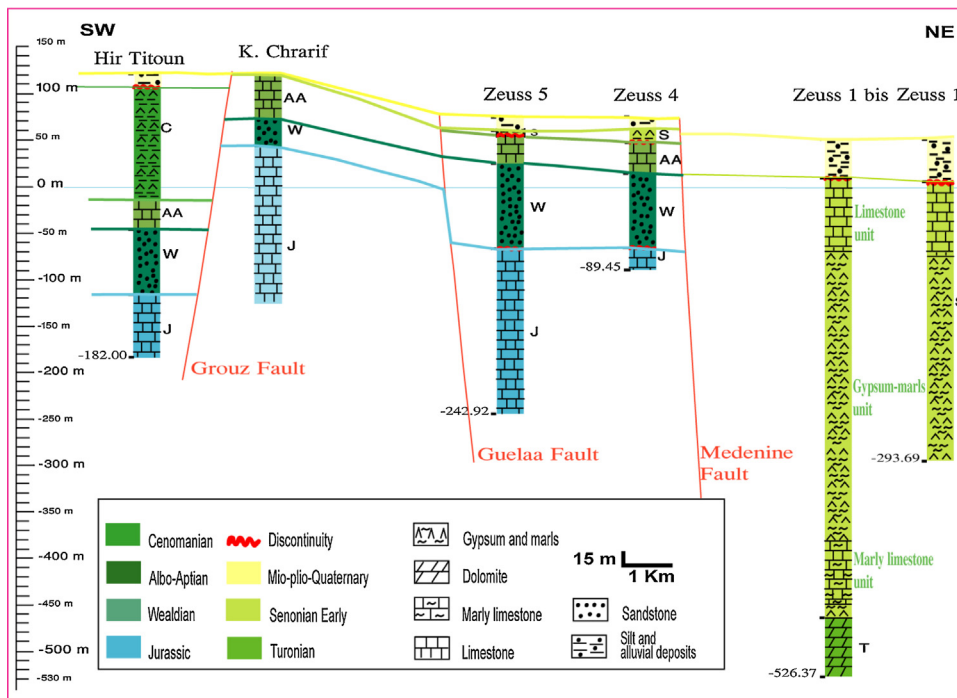 SW
NE
Hir Titoun
K. Chrarif
Zeuss 5
Zeuss 4
Zeuss 1 bis
Zeuss 1
150 m
100 m
50 m
0 m
-50 m
-100 m
-150 m
-200 m
-250 m
-300 m
-350 m
-400 m
-450 m
-500 m
-530 m
C
AA
W
J
-182.00
AA
W
J
S
W
J
-242.92
S
AA
W
J
-89.45
Grouz Fault
Guelaa Fault
Medenine
Fault
Limestone
unit
Gypsum-marls
unit
Marly limestone
unit
T
-526.37
-293.69
Cenomanian
Albo-Aptian
Wealdian
Jurassic
Discontinuity
Mio-plio-Quaternary
Senonian Early
Turonian
Gypsum and marls
Dolomite
Marly limestone
Limestone
15 m
1 Km
Sandstone
Silt and
alluvial deposits